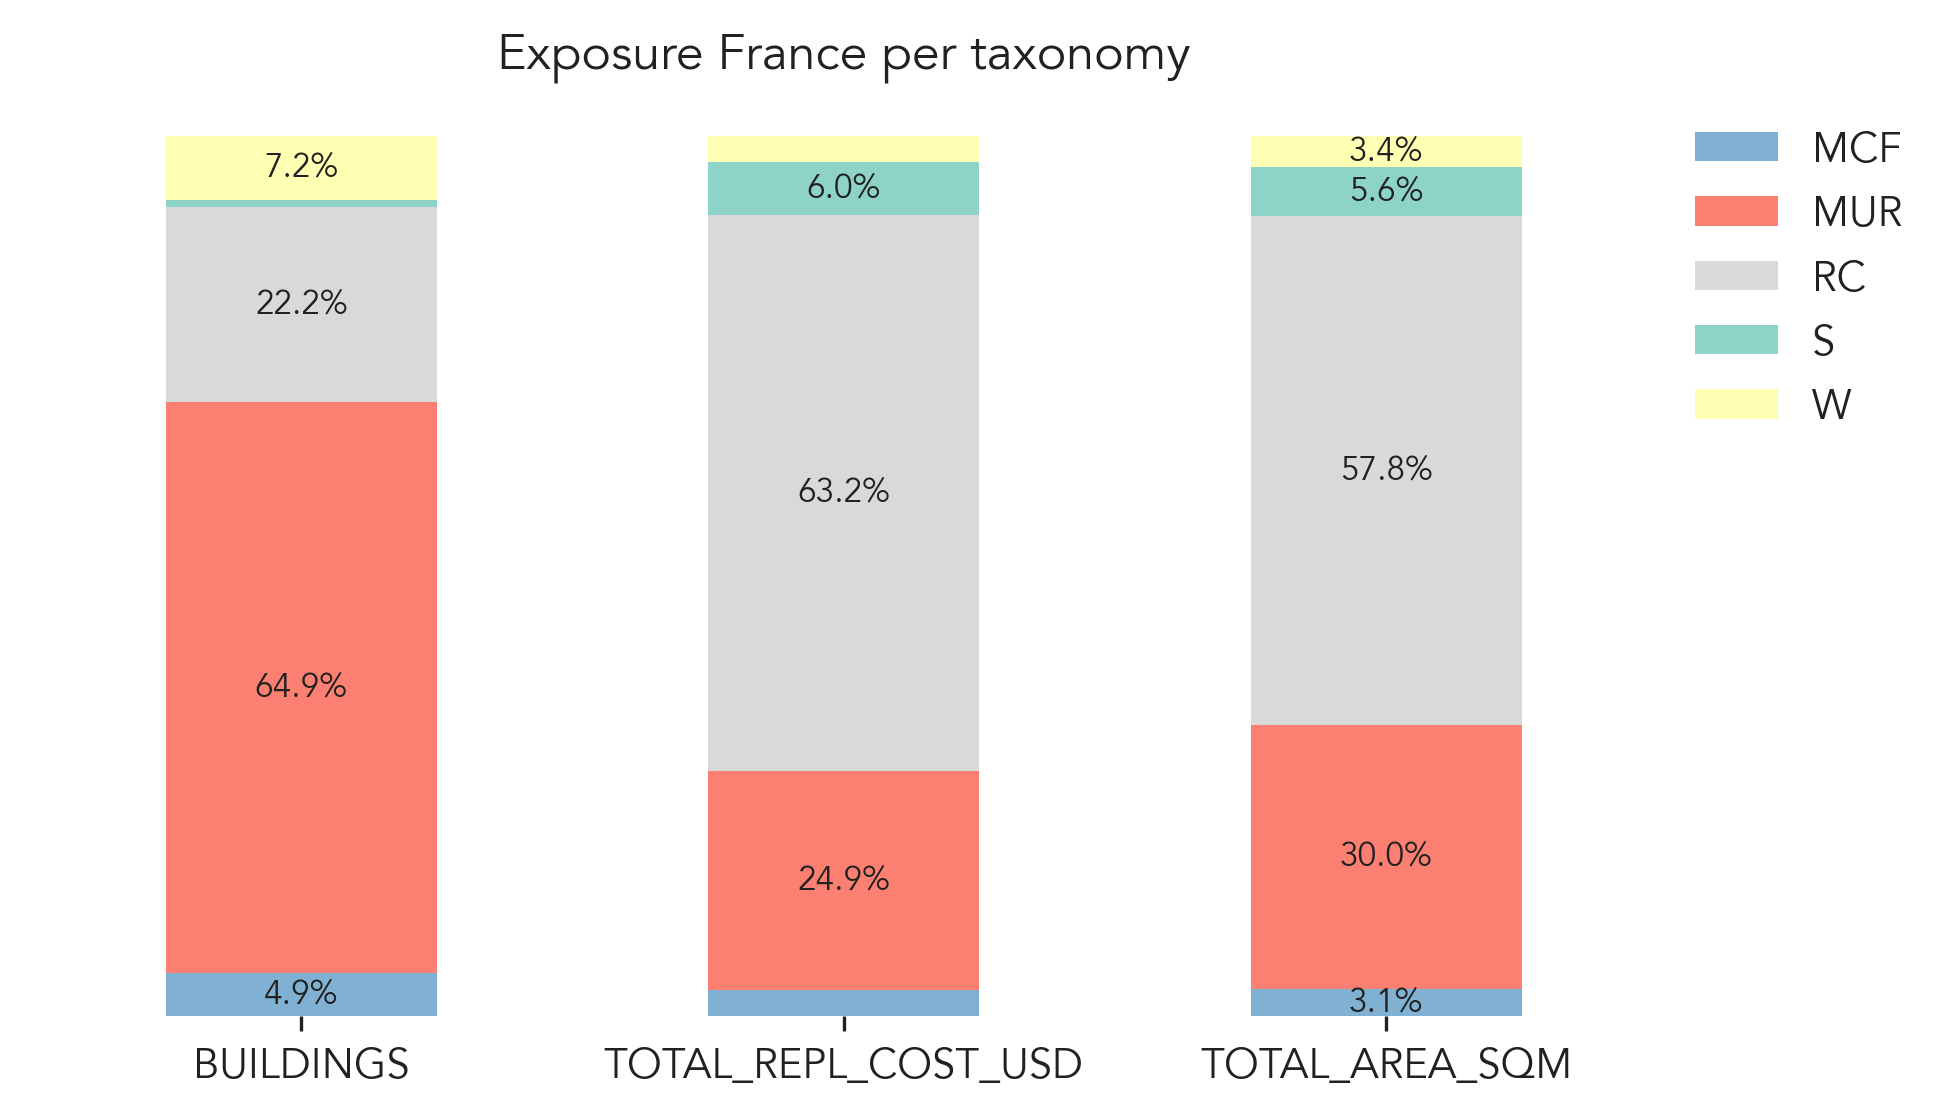 Exposure France per taxonomy
7.2%
22.2%
64.9%
4.9%
6.0%
63.2%
24.9%
3.4%
5.6%
57.8%
30.0%
3.1%
BUILDINGS
TOTAL_REPL_COST_USD
TOTAL_AREA_SQM
MCF
MUR
RC
S
W